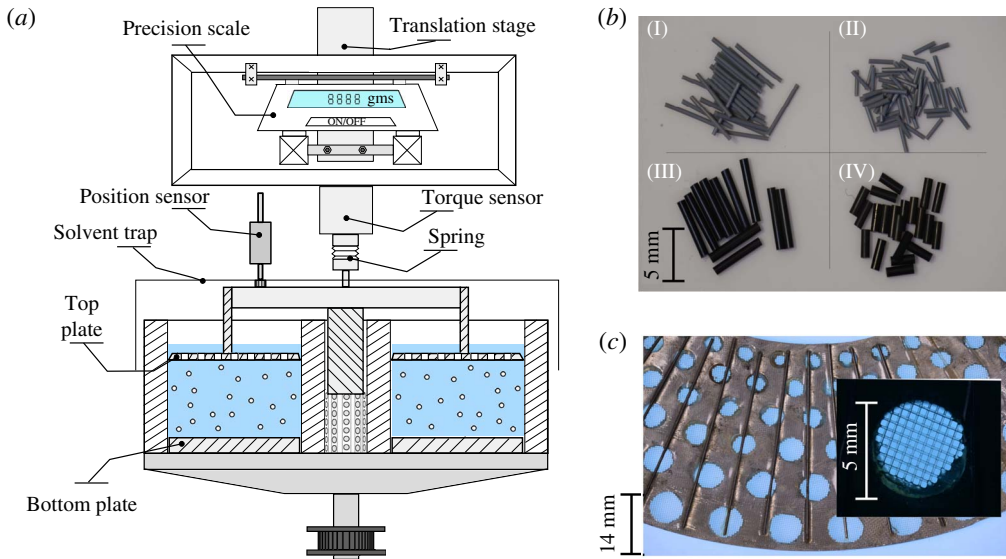 (a)
Precision scale
Translation stage
8888 gms
ON/OFF
Position sensor
Torque sensor
Solvent trap
Spring
Top
plate
Bottom plate
(b)
(I)
(II)
(III)
(IV)
5 mm
(c)
5 mm
14 mm